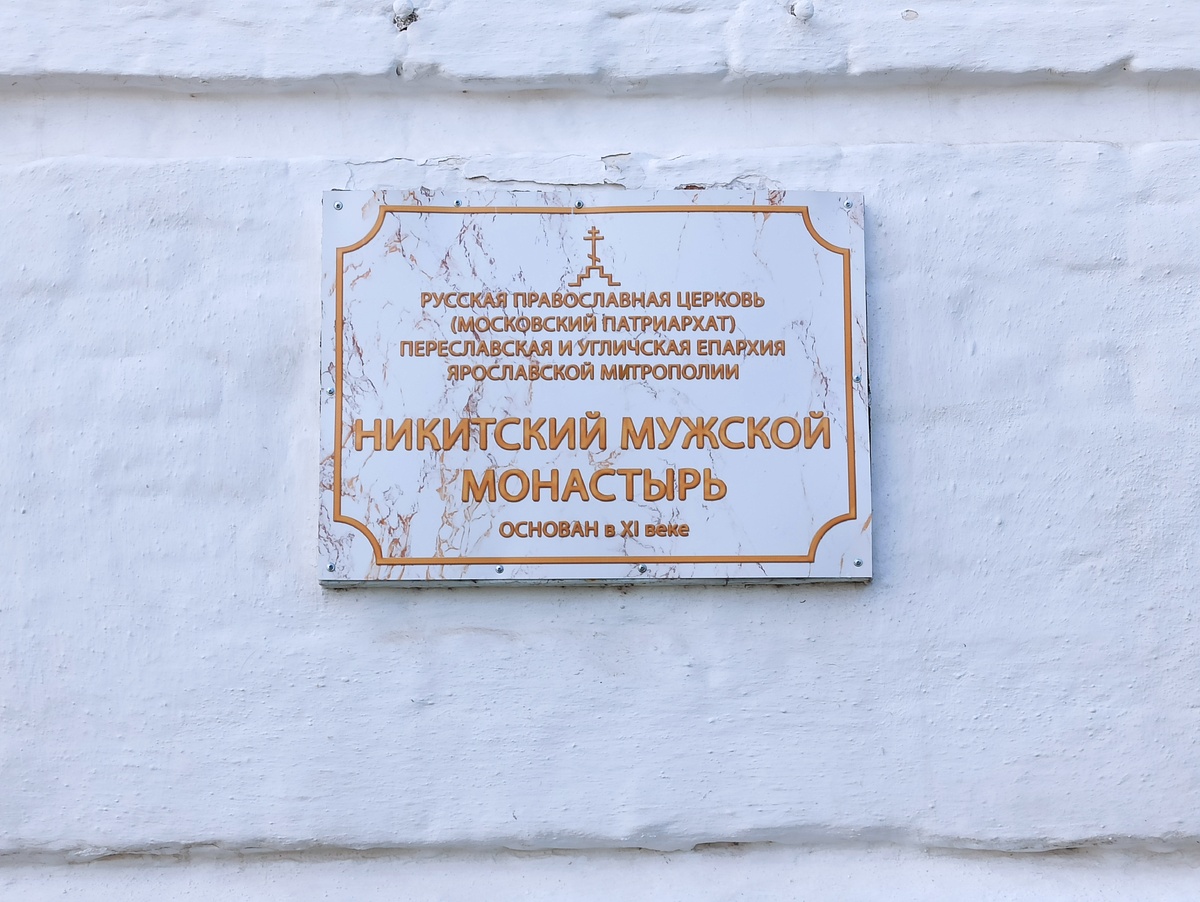 РУССКАЯ ПРАВОСЛАВНАЯ ЦЕРКОВЬ
(МОСКОВСКИЙ ПАТРИАРХАТ)
ПЕРЕСЛАВСКАЯ И УГЛИЧСКАЯ ЕПАРХИЯ
ЯРОСЛАВСКОЙ МИТРОПОЛИИ
НИКИТСКИЙ МУЖСКОЙ
МОНАСТЫРЬ
ОСНОВАН в XI веке